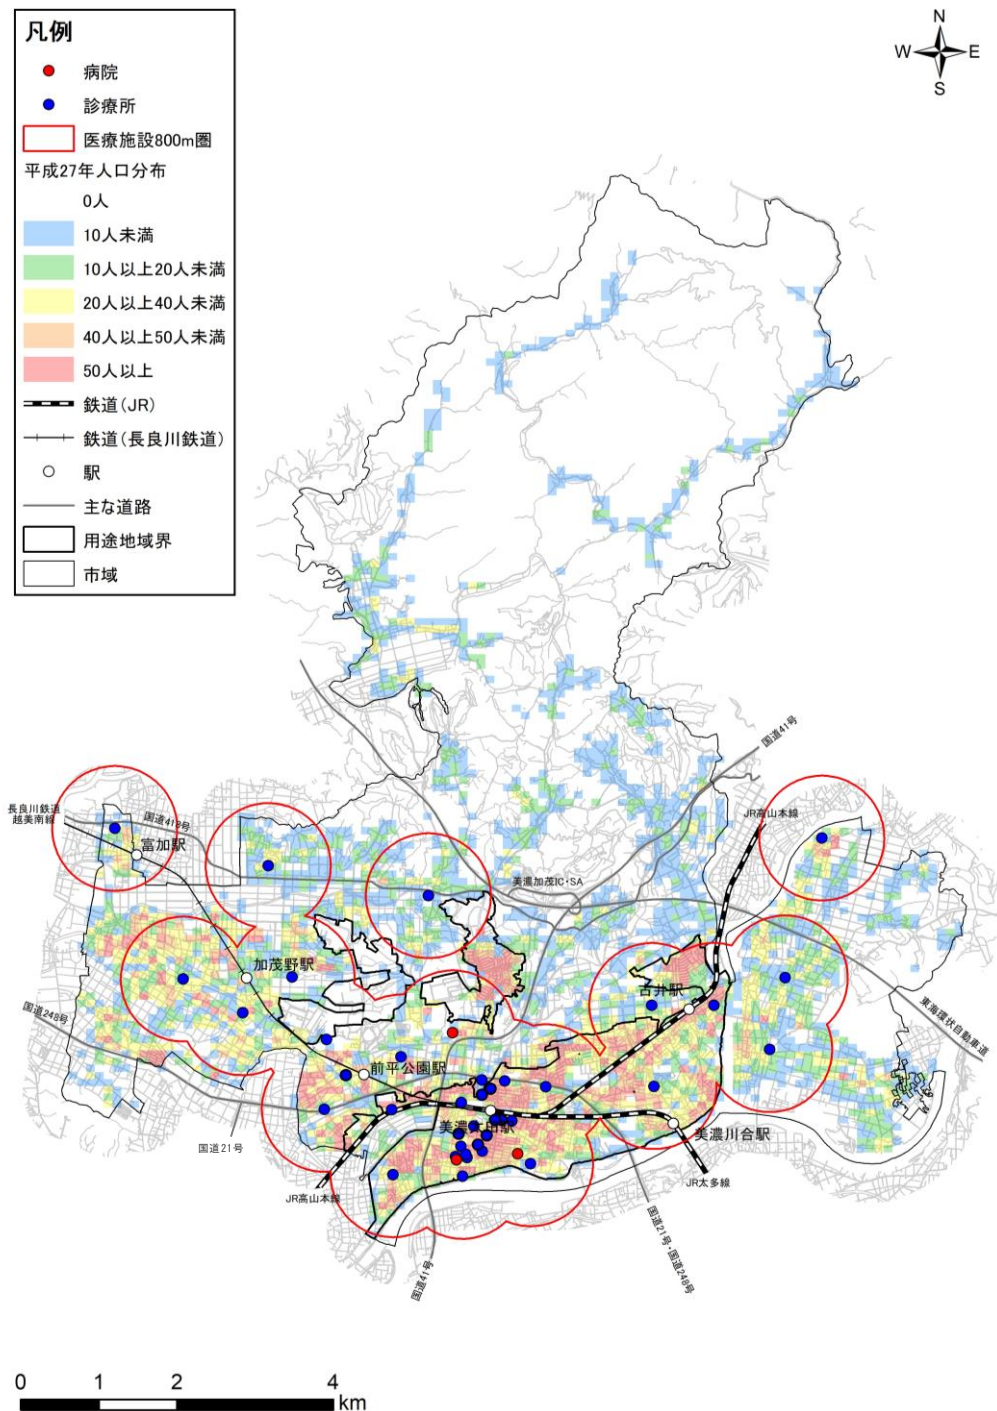 凡例
病院
診療所
医療施設800m圏
平成27年人口分布
0人
10人未満
10人以上20人未満
20人以上40人未満
40人以上50人未満
50人以上
鉄道(JR)
鉄道(長良川鉄道)
駅
主な道路
用途地域界
市域
N
W
E
S
国道41号
長良川鉄道
越美南線
国道418号
富加駅
JR高山本線
美濃加茂IC・SA
加茂野駅
古井駅
国道248号
東海環状自動車道
前平公園駅
美濃太田駅
美濃川合駅
国道21号
JR高山本線
JR太多線
国道21号・国道248号
国道41号
0
1
2
4
km